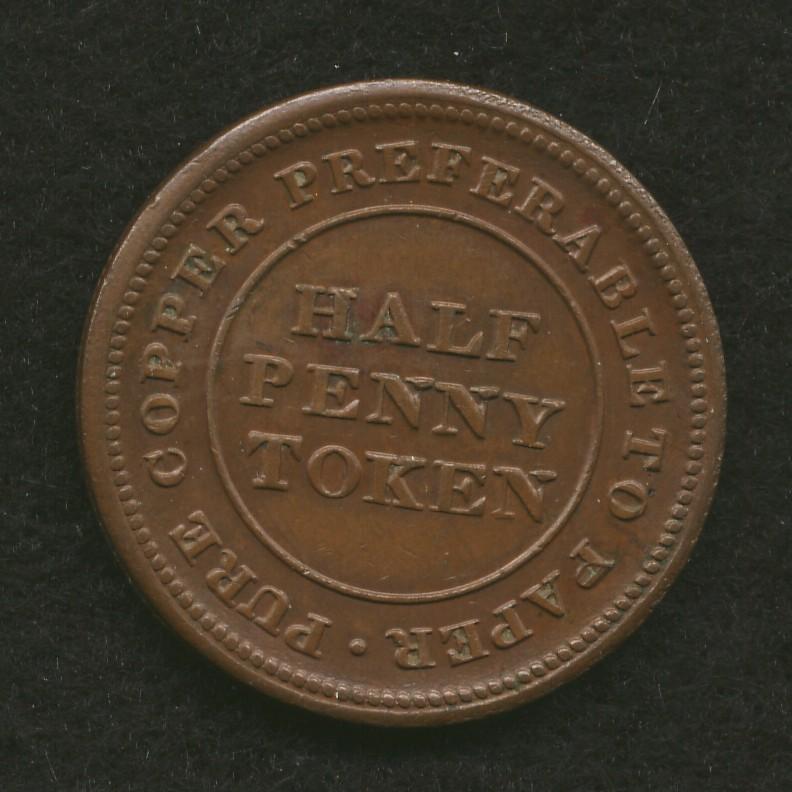 PURE COPPER PREFERABLE TO PAPER ·
HALF
PENNY
TOKEN